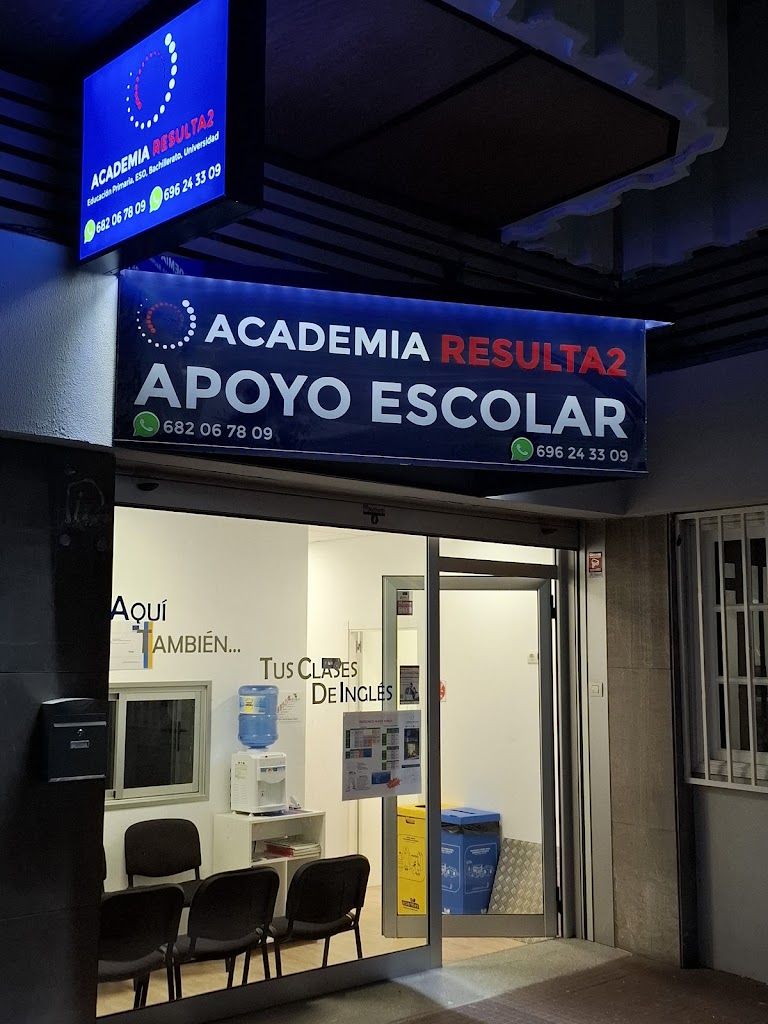 ACADEMIA RESULTA2
Educación Primaria, ESO, Bachillerato, Universidad
682 06 78 09 696 24 33 09
ACADEMIA RESULTA2
APOYO ESCOLAR
682 06 78 09
696 24 33 09
AQUÍ
TAMBIÉN...
TUS CLASES
DE INGLÉS